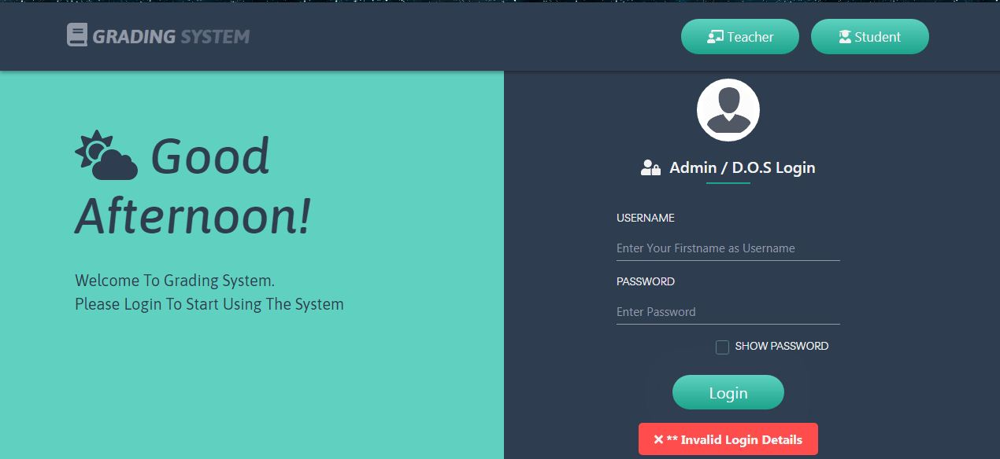 GRADING SYSTEM
Teacher
Student
Good
Afternoon!
Welcome To Grading System.
Please Login To Start Using The System
Admin / D.O.S Login
USERNAME
Enter Your Firstname as Username
PASSWORD
Enter Password
SHOW PASSWORD
Login
** Invalid Login Details